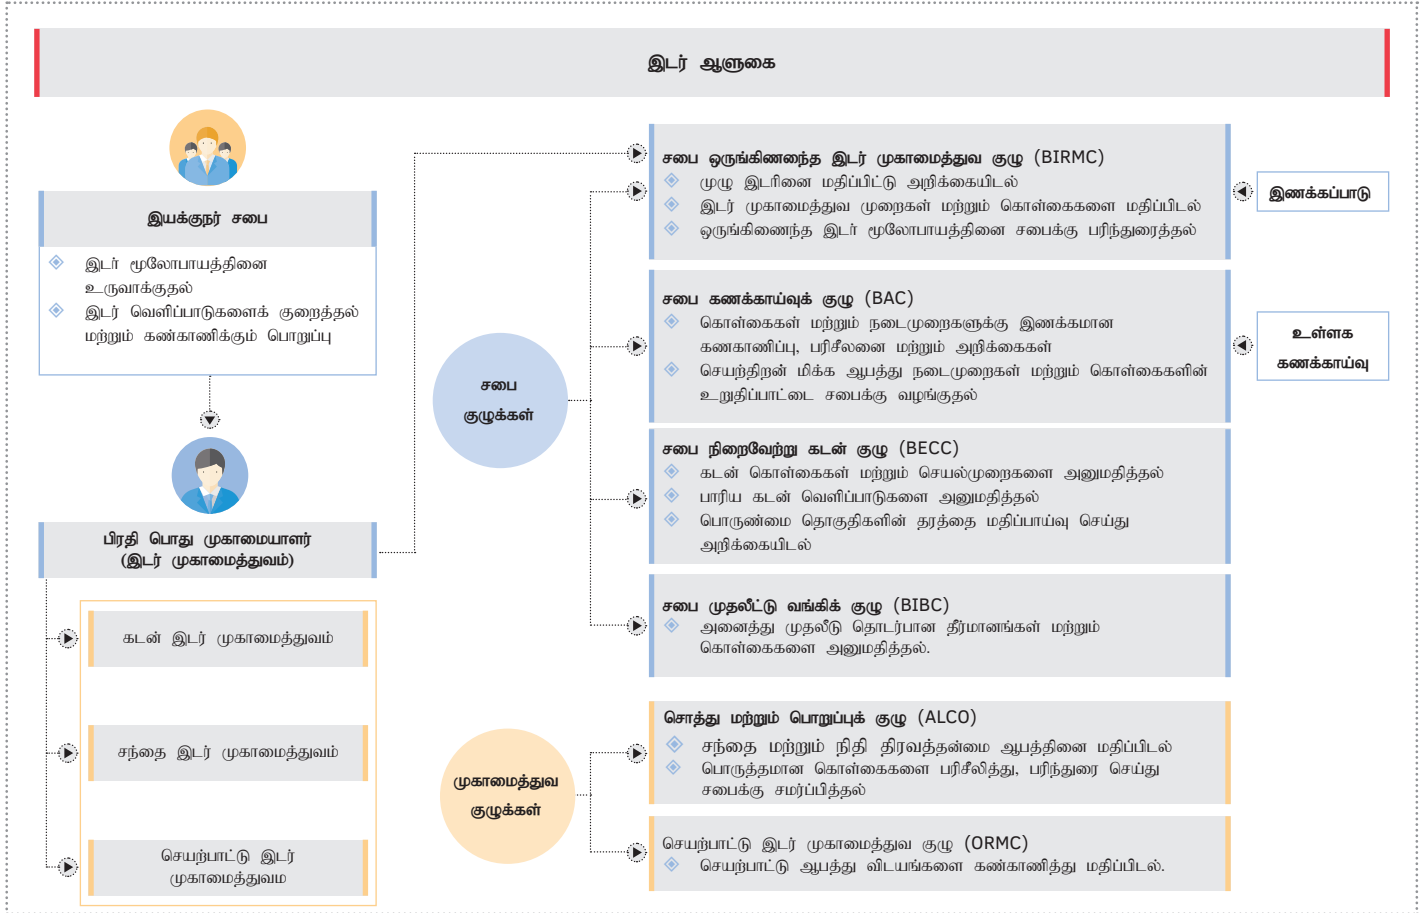 இடர் ஆளுகை
இயக்குநர் சபை
இடர் மூலோபாயத்தினை
உருவாக்குதல்
இடர் வெளிப்பாடுகளைக் குறைத்தல்
மற்றும் கண்காணிக்கும் பொறுப்பு
பிரதி பொது முகாமையாளர்
(இடர் முகாமைத்துவம்)
கடன் இடர் முகாமைத்துவம்
சந்தை இடர் முகாமைத்துவம்
செயற்பாட்டு இடர்
முகாமைத்துவம
சபை
குழுக்கள்
சபை ஒருங்கிணைந்த இடர் முகாமைத்துவ குழு (BIRMC)
முழு இடரினை மதிப்பிட்டு அறிக்கையிடல்
இடர் முகாமைத்துவ முறைகள் மற்றும் கொள்கைகளை மதிப்பிடல்
ஒருங்கிணைந்த இடர் மூலோபாயத்தினை சபைக்கு பரிந்துரைத்தல்
இணக்கப்பாடு
சபை கணக்காய்வுக் குழு (BAC)
கொள்கைகள் மற்றும் நடைமுறைகளுக்கு இணக்கமான
கணகாணிப்பு, பரிசீலனை மற்றும் அறிக்கைகள்
செயற்திறன் மிக்க ஆபத்து நடைமுறைகள் மற்றும் கொள்கைகளின்
உறுதிப்பாட்டை சபைக்கு வழங்குதல்
உள்ளக
கணக்காய்வு
சபை நிறைவேற்று கடன் குழு (BECC)
கடன் கொள்கைகள் மற்றும் செயல்முறைகளை அனுமதித்தல்
பாரிய கடன் வெளிப்பாடுகளை அனுமதித்தல்
பொருண்மை தொகுதிகளின் தரத்தை மதிப்பாய்வு செய்து
அறிக்கையிடல்
சபை முதலீட்டு வங்கிக் குழு (BIBC)
அனைத்து முதலீடு தொடர்பான தீர்மானங்கள் மற்றும்
கொள்கைகளை அனுமதித்தல்.
முகாமைத்துவ
குழுக்கள்
சொத்து மற்றும் பொறுப்புக் குழு (ALCO)
சந்தை மற்றும் நிதி திரவத்தன்மை ஆபத்தினை மதிப்பிடல்
பொருத்தமான கொள்கைகளை பரிசீலித்து, பரிந்துரை செய்து
சபைக்கு சமர்ப்பித்தல்
செயற்பாட்டு இடர் முகாமைத்துவ குழு (ORMC)
செயற்பாட்டு ஆபத்து விடயங்களை கண்காணித்து மதிப்பிடல்.